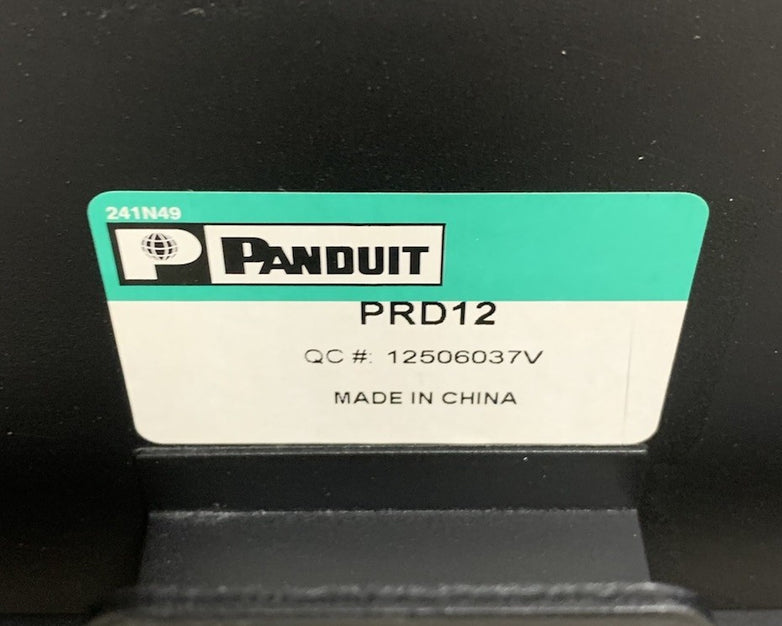 241N49
P PANDUIT
PRD12
QC #: 12506037V
MADE IN CHINA